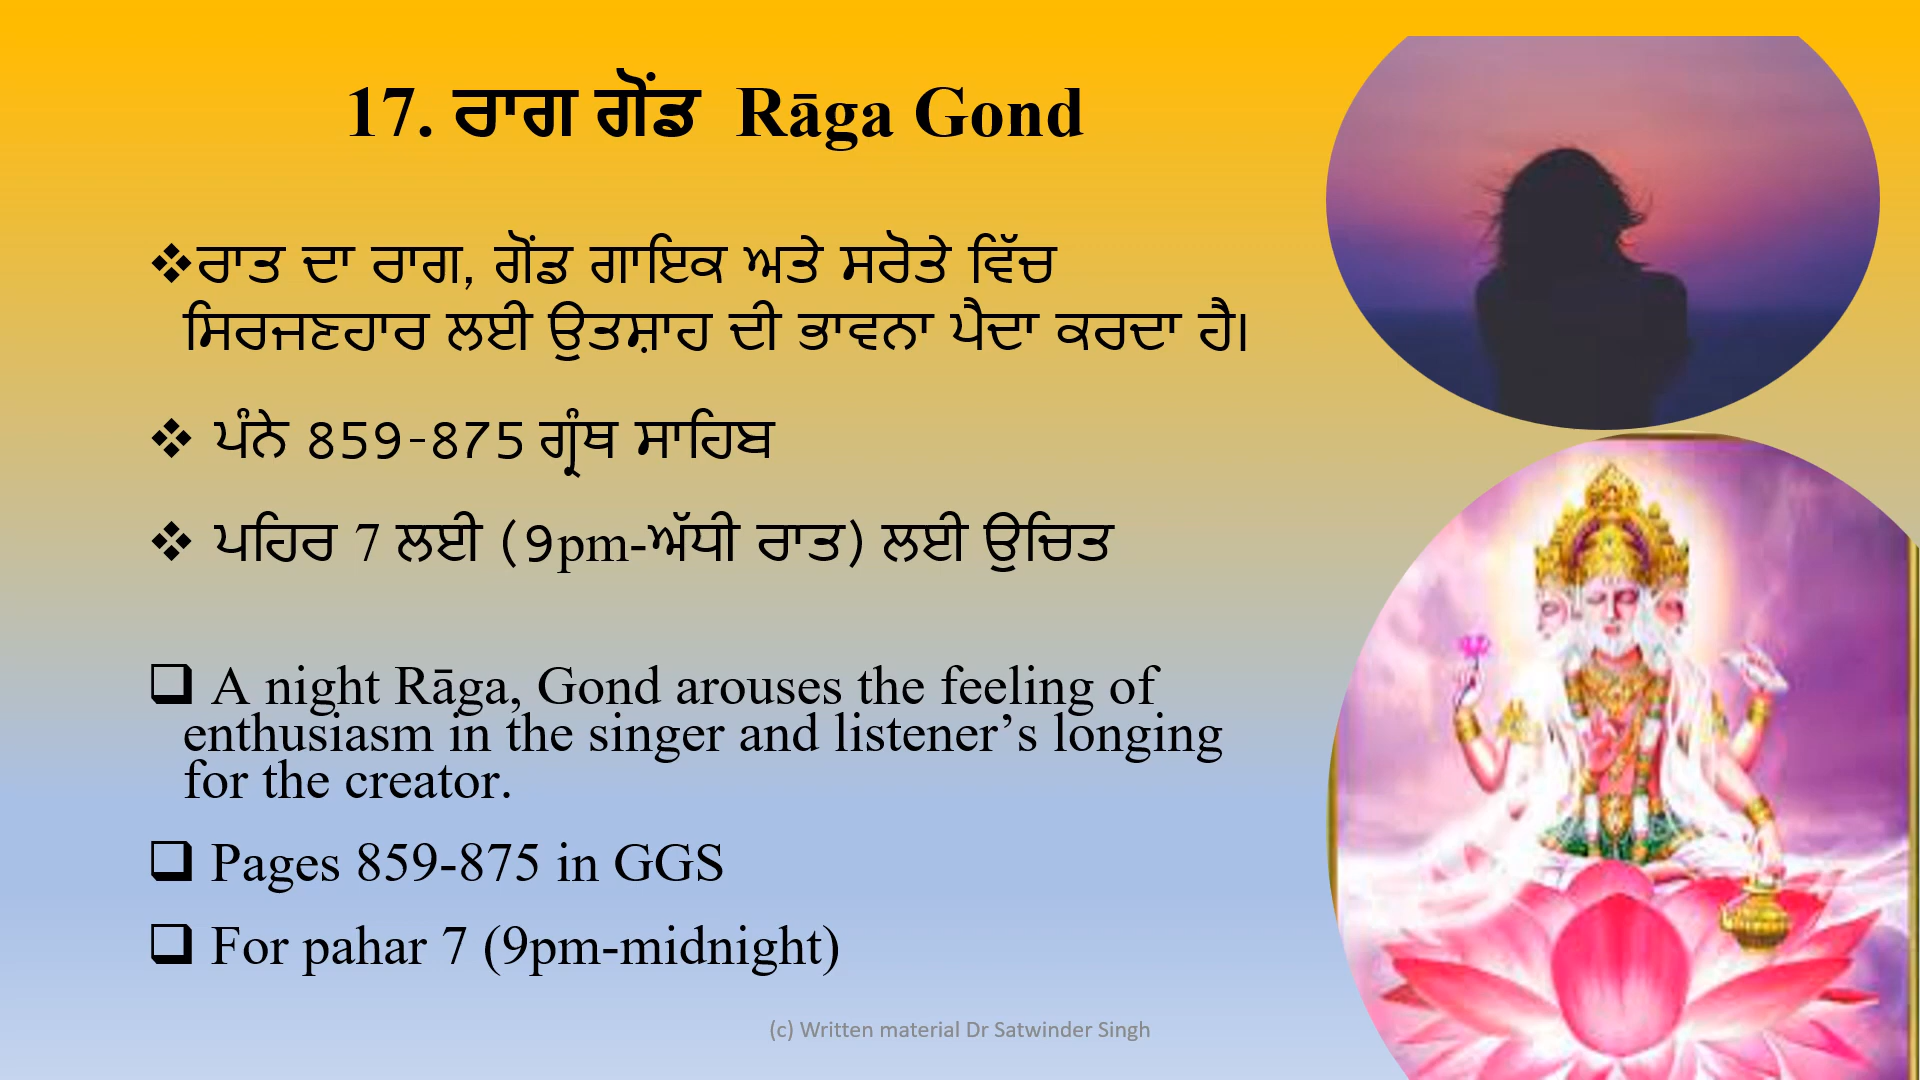 17. ਰਾਗ ਗੋਂਡ Rāga Gond
❖ਰਾਤ ਦਾ ਰਾਗ, ਗੋਂਡ ਗਾਇਕ ਅਤੇ ਸਰੋਤੇ ਵਿੱਚ
ਸਿਰਜਣਹਾਰ ਲਈ ਉਤਸ਼ਾਹ ਦੀ ਭਾਵਨਾ ਪੈਦਾ ਕਰਦਾ ਹੈ।
❖ ਪੰਨੇ 859-875 ਗ੍ਰੰਥ ਸਾਹਿਬ
❖ ਪਹਿਰ 7 ਲਈ (9pm-ਅੱਧੀ ਰਾਤ) ਲਈ ਉਚਿਤ
❑ A night Rāga, Gond arouses the feeling of
enthusiasm in the singer and listener’s longing
for the creator.
❑ Pages 859-875 in GGS
❑ For pahar 7 (9pm-midnight)
(c) Written material Dr Satwinder Singh